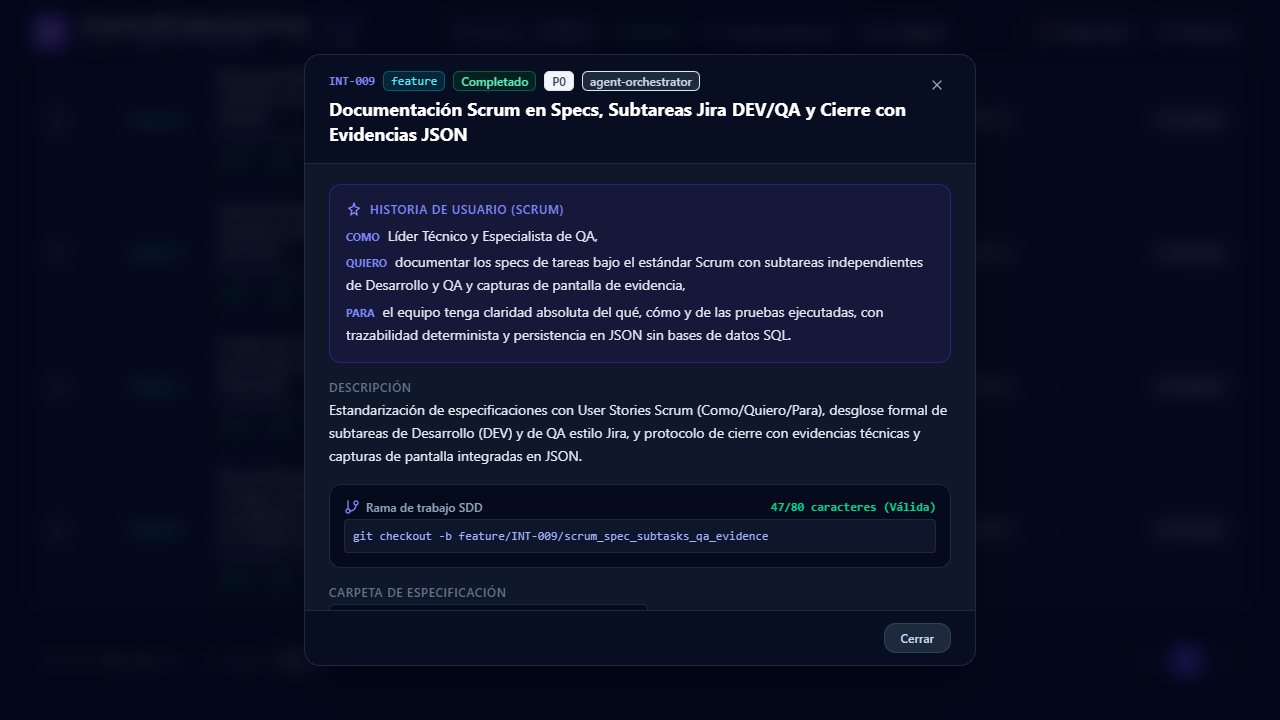 INT-009 feature Completado P0 agent-orchestrator
Documentación Scrum en Specs, Subtareas Jira DEV/QA y Cierre con
Evidencias JSON
HISTORIA DE USUARIO (SCRUM)
COMO Líder Técnico y Especialista de QA,
QUIERO documentar los specs de tareas bajo el estándar Scrum con subtareas independientes
de Desarrollo y QA y capturas de pantalla de evidencia,
PARA el equipo tenga claridad absoluta del qué, cómo y de las pruebas ejecutadas, con
trazabilidad determinista y persistencia en JSON sin bases de datos SQL.
DESCRIPCIÓN
Estandarización de especificaciones con User Stories Scrum (Como/Quiero/Para), desglose formal de
subtareas de Desarrollo (DEV) y de QA estilo Jira, y protocolo de cierre con evidencias técnicas y
capturas de pantalla integradas en JSON.
Rama de trabajo SDD 47/80 caracteres (Válida)
git checkout -b feature/INT-009/scrum_spec_subtasks_qa_evidence
CARPETA DE ESPECIFICACIÓN
Cerrar